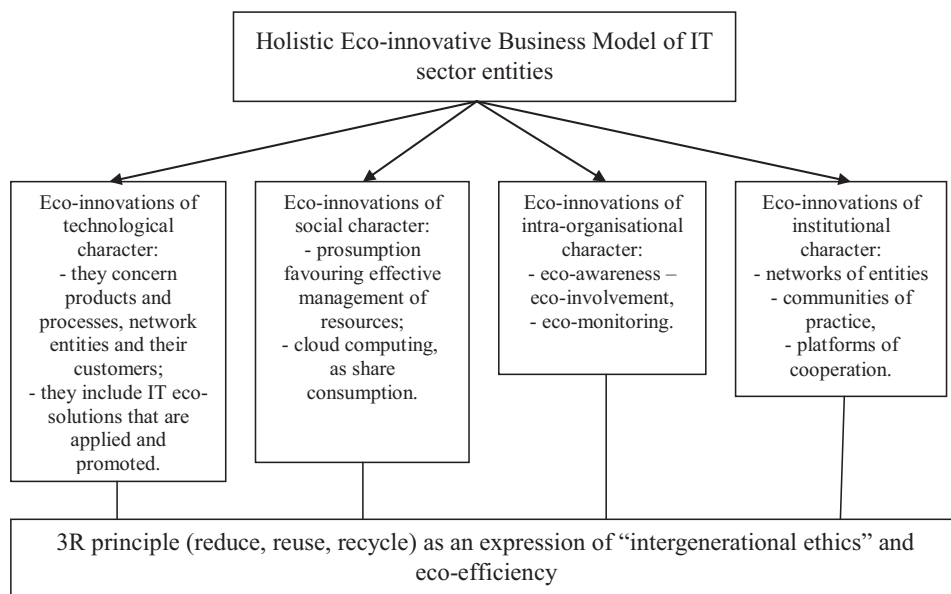 Holistic Eco-innovative Business Model of IT
sector entities
Eco-innovations of
technological
character:
- they concern
products and
processes, network
entities and their
customers;
- they include IT eco-
solutions that are
applied and
promoted.
Eco-innovations of
social character:
- prosumption
favouring effective
management of
resources;
- cloud computing,
as share
consumption.
Eco-innovations of
intra-organisational
character:
- eco-awareness –
eco-involvement,
- eco-monitoring.
Eco-innovations of
institutional
character:
- networks of entities
- communities of
practice,
- platforms of
cooperation.
3R principle (reduce, reuse, recycle) as an expression of “intergenerational ethics” and
eco-efficiency